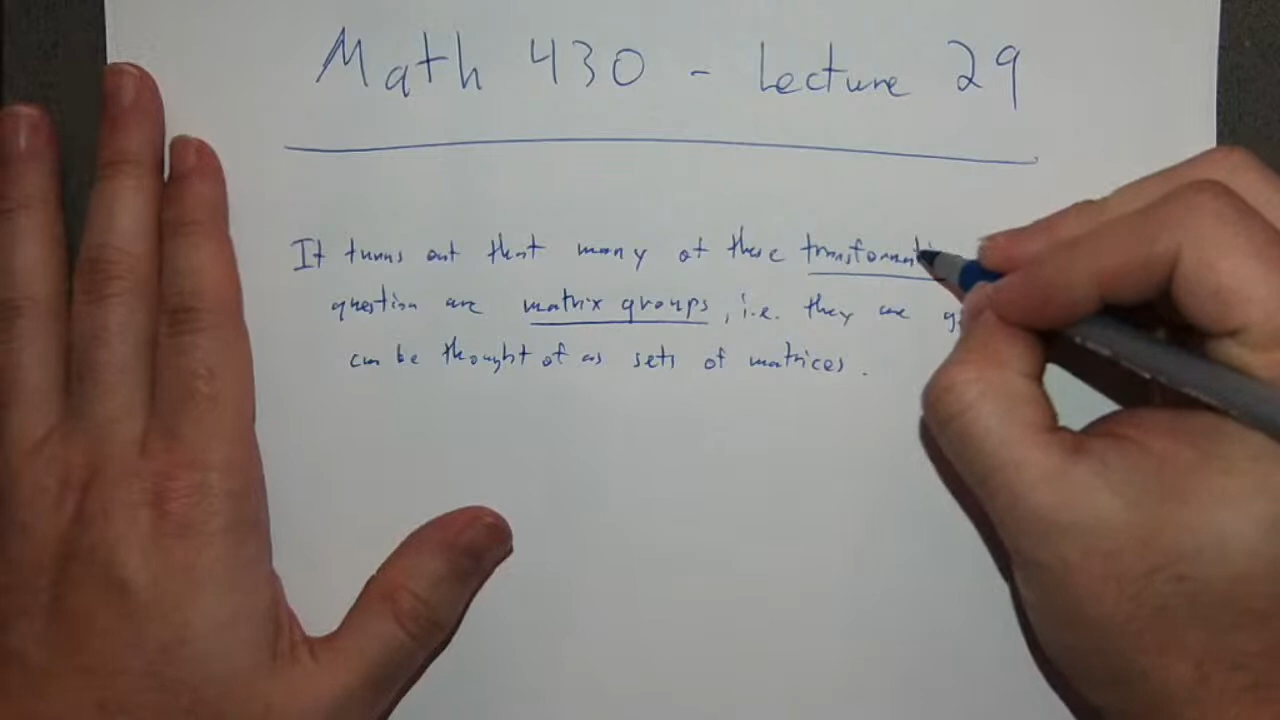 Math 430 - Lecture 29
It turns out that many of these
question are matrix groups, i.e. they are
can be thought of as sets of matrices.